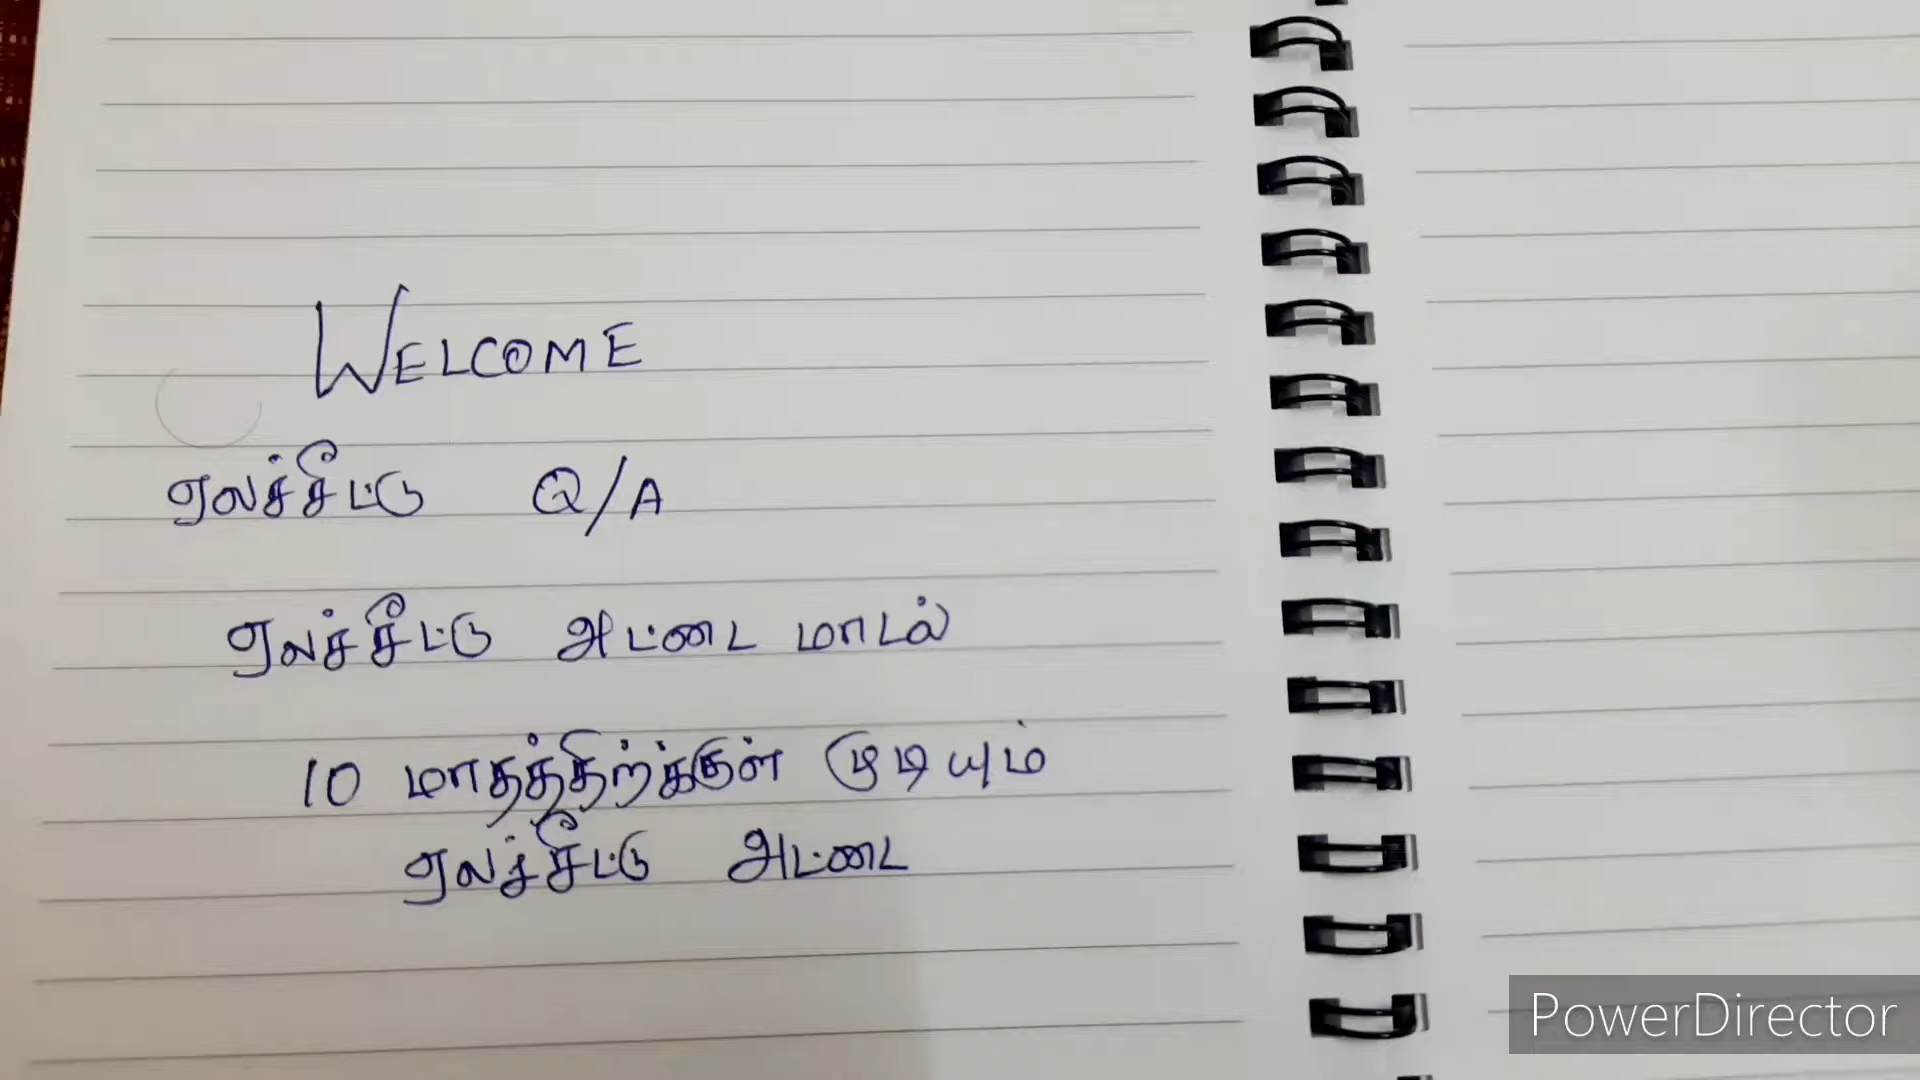 WELCOME
ஏலச்சீட்டு Q/A
ஏலச்சீட்டு அட்டை மாடல்
10 மாதத்திற்க்குள் முடியும்
ஏலச்சீட்டு அட்டை
PowerDirector